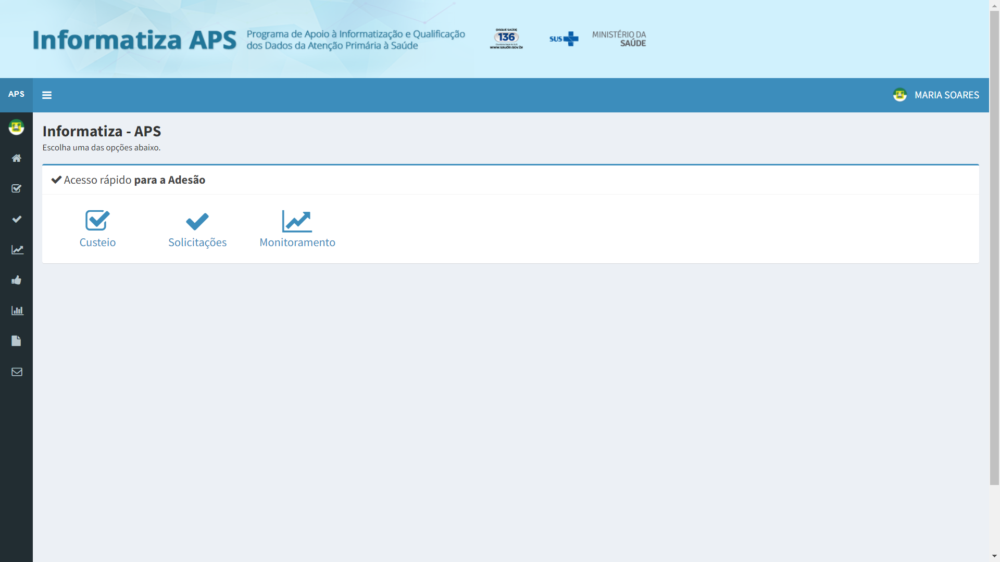 Informatiza APS
Programa de Apoio à Informatização e Qualificação
dos Dados da Atenção Primária à Saúde
DISQUE SAÚDE
136
www.saude.gov.br
SUS
MINISTÉRIO DA
SAÚDE
APS
MARIA SOARES
Informatiza - APS
Escolha uma das opções abaixo.
Acesso rápido para a Adesão
Custeio
Solicitações
Monitoramento